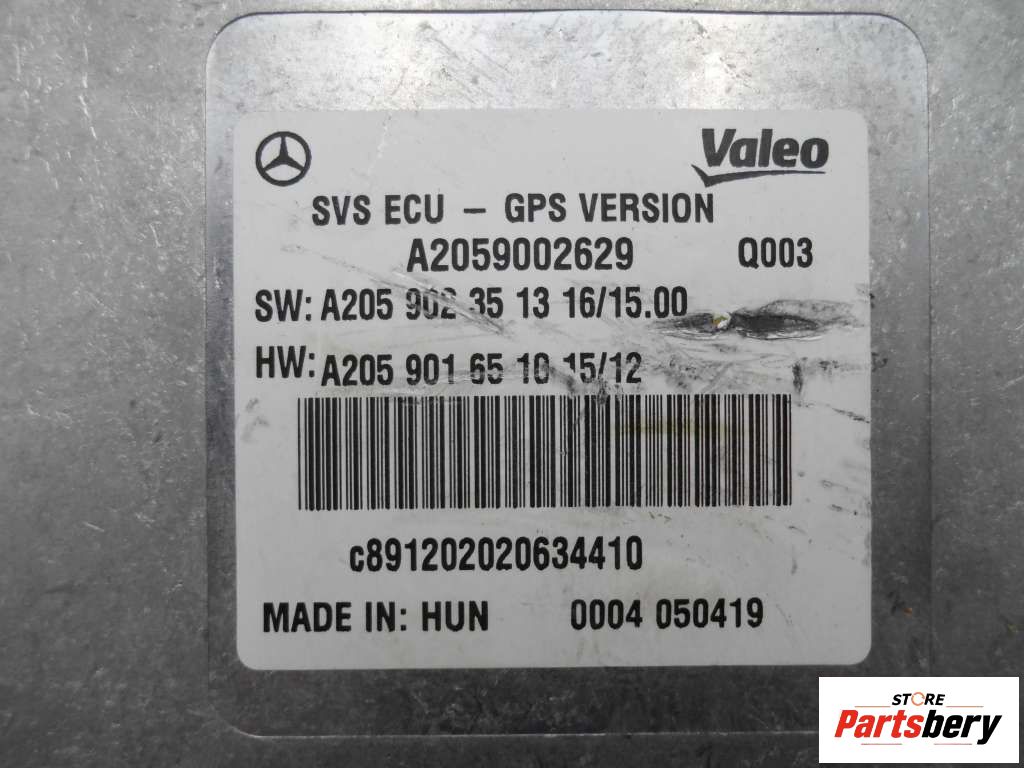 Valeo
SVS ECU - GPS VERSION
A2059002629 Q003
SW: A205 902 35 13 16/15.00
HW: A205 901 65 10 15/12
c891202020634410
MADE IN: HUN 0004 050419
STORE
Partsbery